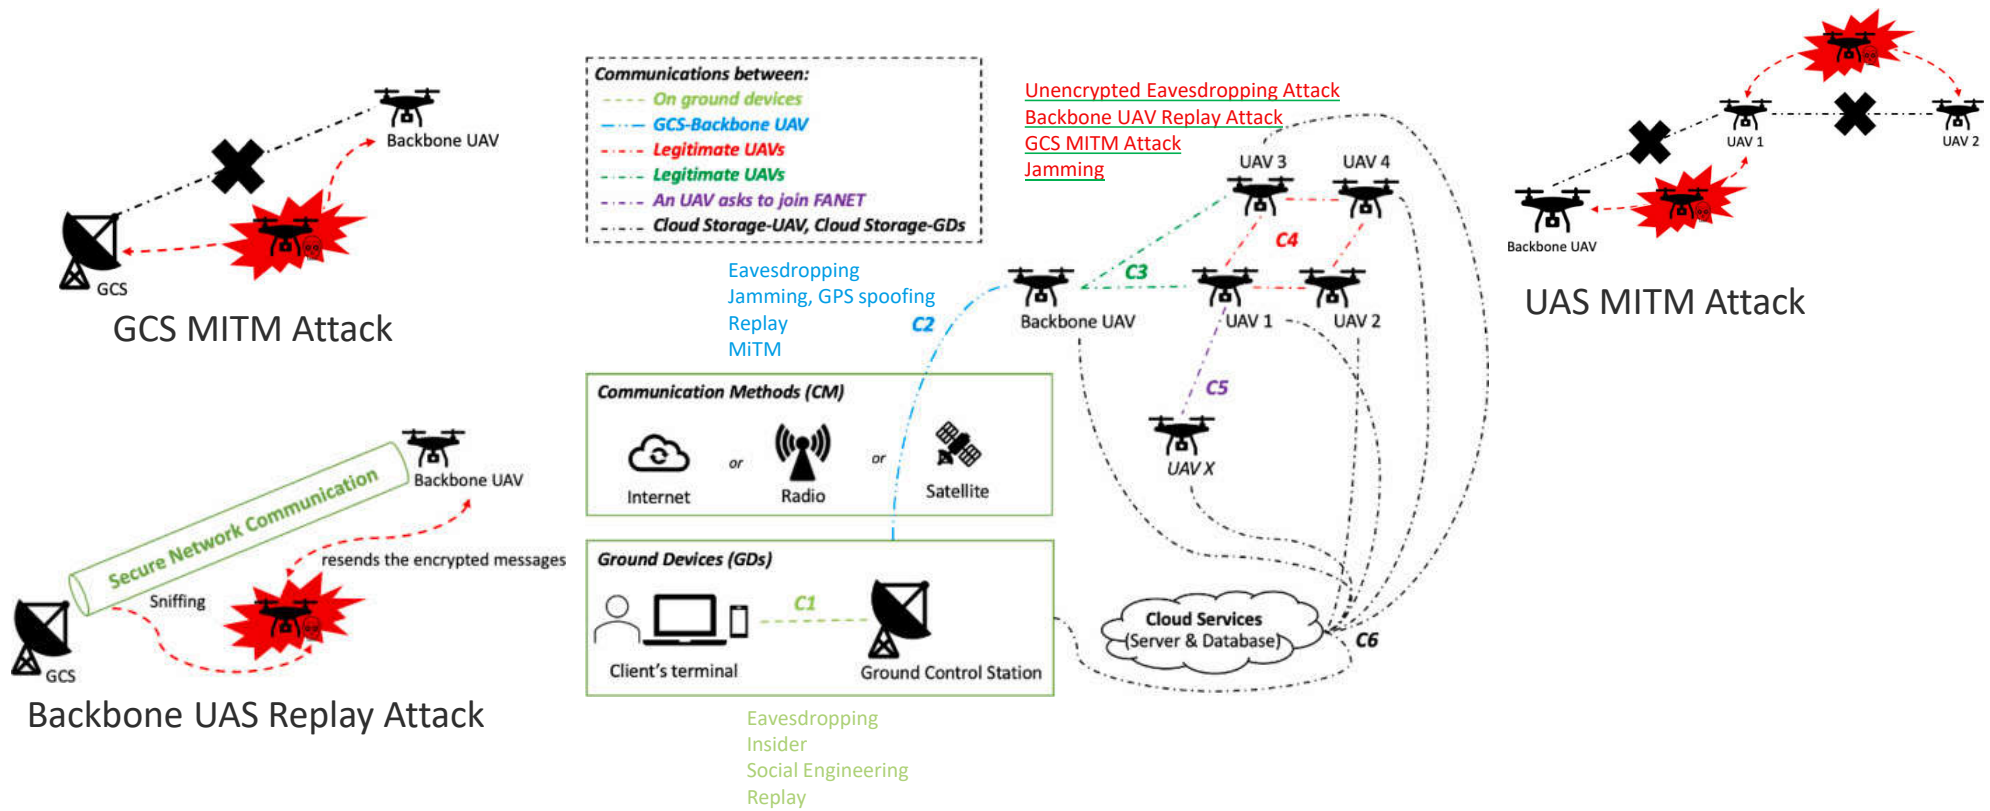 Backbone UAV
GCS
GCS MITM Attack
Secure Network Communication
Backbone UAV
resends the encrypted messages
Sniffing
GCS
Backbone UAS Replay Attack
Communications between:
On ground devices
GCS-Backbone UAV
Legitimate UAVs
Legitimate UAVs
An UAV asks to join FANET
Cloud Storage-UAV, Cloud Storage-GDs
Eavesdropping
Jamming, GPS spoofing
Replay
MiTM
C2
Communication Methods (CM)
or
or
Internet
Radio
Satellite
Ground Devices (GDs)
C1
Client's terminal
Ground Control Station
Eavesdropping
Insider
Social Engineering
Replay
Unencrypted Eavesdropping Attack
Backbone UAV Replay Attack
GCS MITM Attack
Jamming
UAV 3
UAV 4
C4
C3
Backbone UAV
UAV 1
UAV 2
C5
UAV X
Cloud Services
(Server & Database)
C6
UAV 1
UAV 2
Backbone UAV
UAS MITM Attack